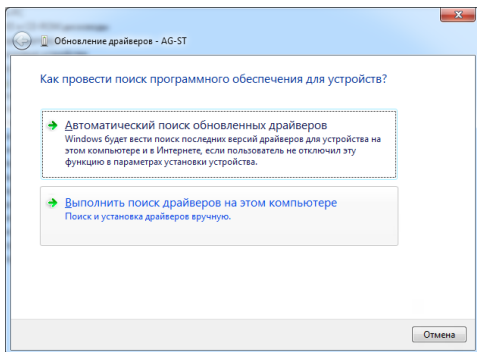 Обновление драйверов - AG-ST
Как провести поиск программного обеспечения для устройств?
Автоматический поиск обновленных драйверов
Windows будет вести поиск последних версий драйверов для устройства на
этом компьютере и в Интернете, если пользователь не отключил эту
функцию в параметрах установки устройства.
Выполнить поиск драйверов на этом компьютере
Поиск и установка драйверов вручную.
Отмена